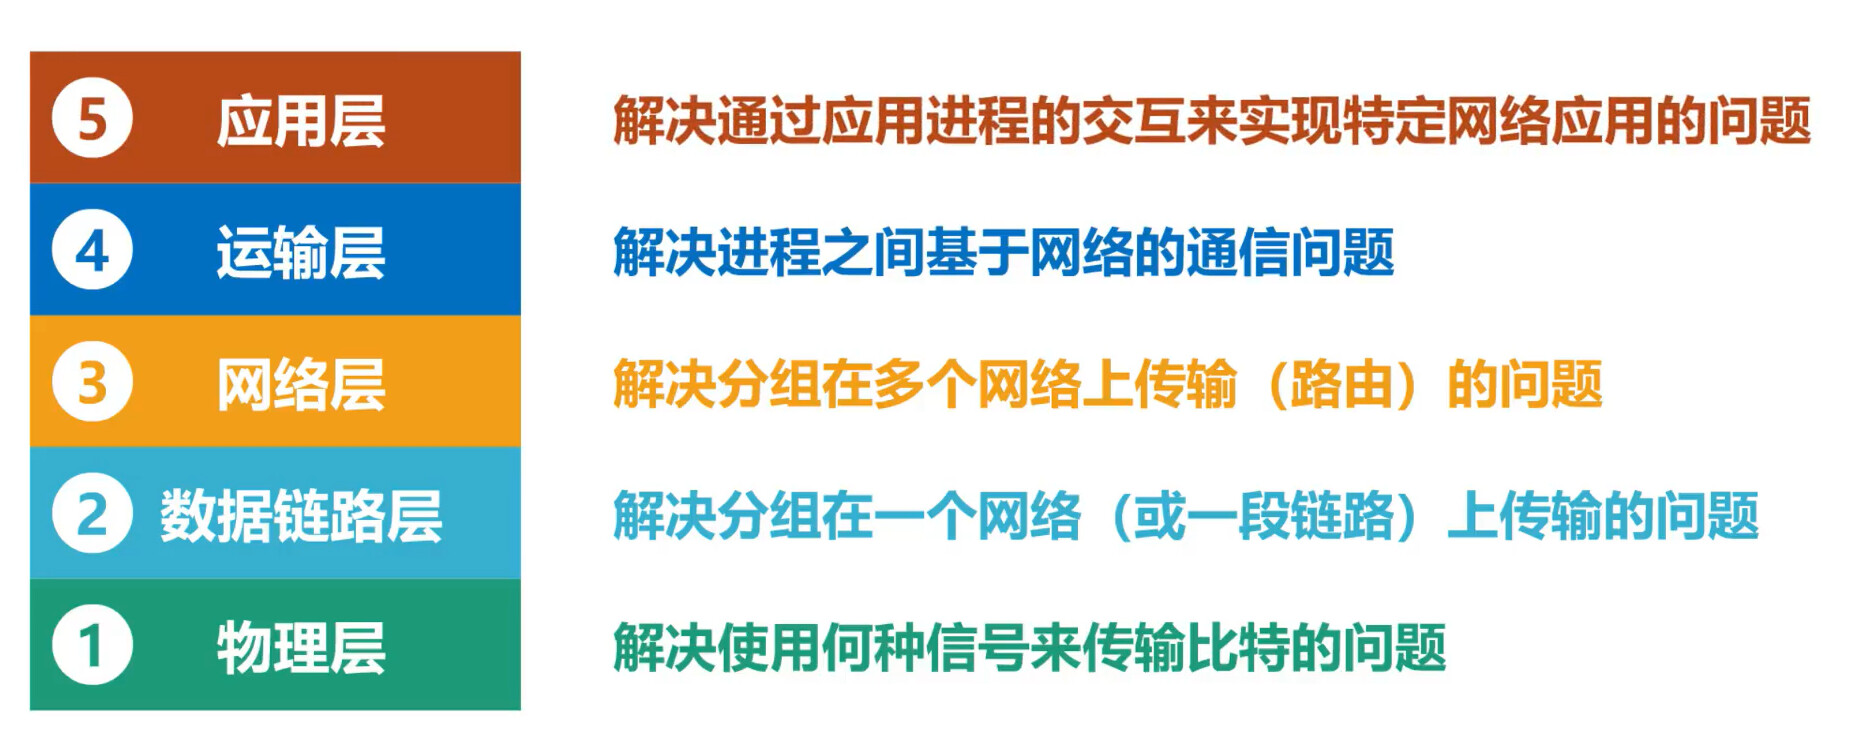 5 应用层 解决通过应用进程的交互来实现特定网络应用的问题
4 运输层 解决进程之间基于网络的通信问题
3 网络层 解决分组在多个网络上传输（路由）的问题
2 数据链路层 解决分组在一个网络（或一段链路）上传输的问题
1 物理层 解决使用何种信号来传输比特的问题